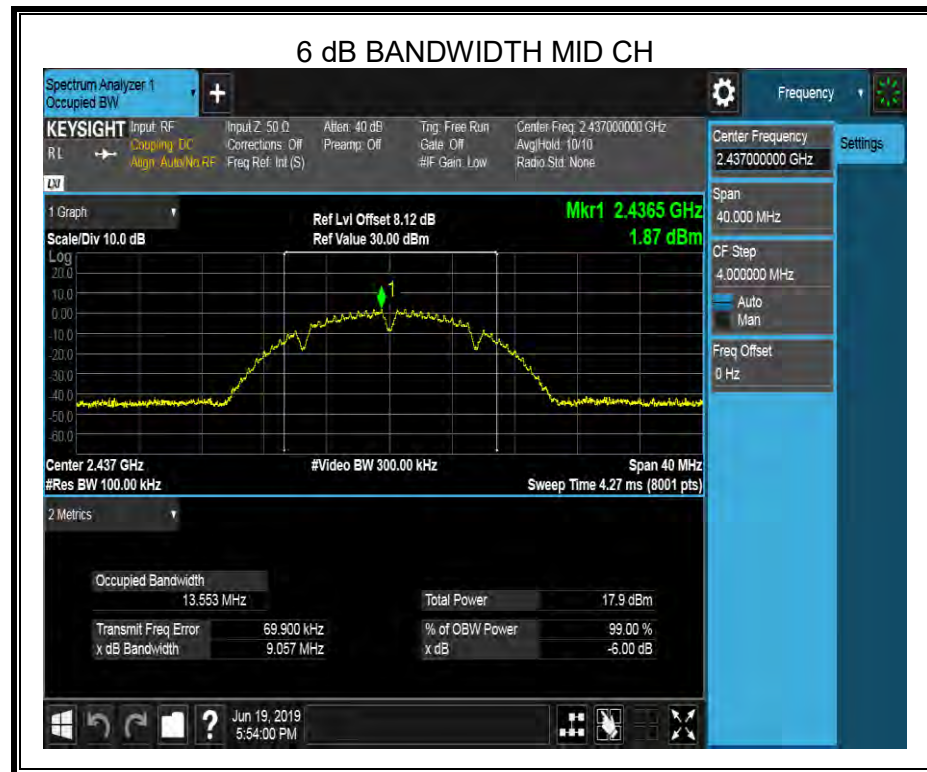 6 dB BANDWIDTH MID CH
Spectrum Analyzer 1
Occupied BW
+
Frequency
KEYSIGHT
RL
LXI
Input: RF
Coupling: DC
Align: Auto/No RF
Input Z: 50 Ω
Corrections: Off
Freq Ref: Int (S)
Atten: 40 dB
Preamp: Off
Trig: Free Run
Gate: Off
#IF Gain: Low
Center Freq: 2.437000000 GHz
Avg|Hold: 10/10
Radio Std: None
Center Frequency
2.437000000 GHz
Settings
Span
40.000 MHz
CF Step
4.000000 MHz
Auto
Man
Freq Offset
0 Hz
1 Graph
Scale/Div 10.0 dB
Ref Lvl Offset 8.12 dB
Ref Value 30.00 dBm
Mkr1 2.4365 GHz
1.87 dBm
Log
20.0
10.0
0.00
-10.0
-20.0
-30.0
-40.0
-50.0
-60.0
1
Center 2.437 GHz
#Video BW 300.00 kHz
Span 40 MHz
#Res BW 100.00 kHz
Sweep Time 4.27 ms (8001 pts)
2 Metrics
Occupied Bandwidth
13.553 MHz
Total Power 17.9 dBm
Transmit Freq Error 69.900 kHz
% of OBW Power 99.00 %
x dB Bandwidth 9.057 MHz
x dB -6.00 dB
?
Jun 19, 2019
5:54:00 PM